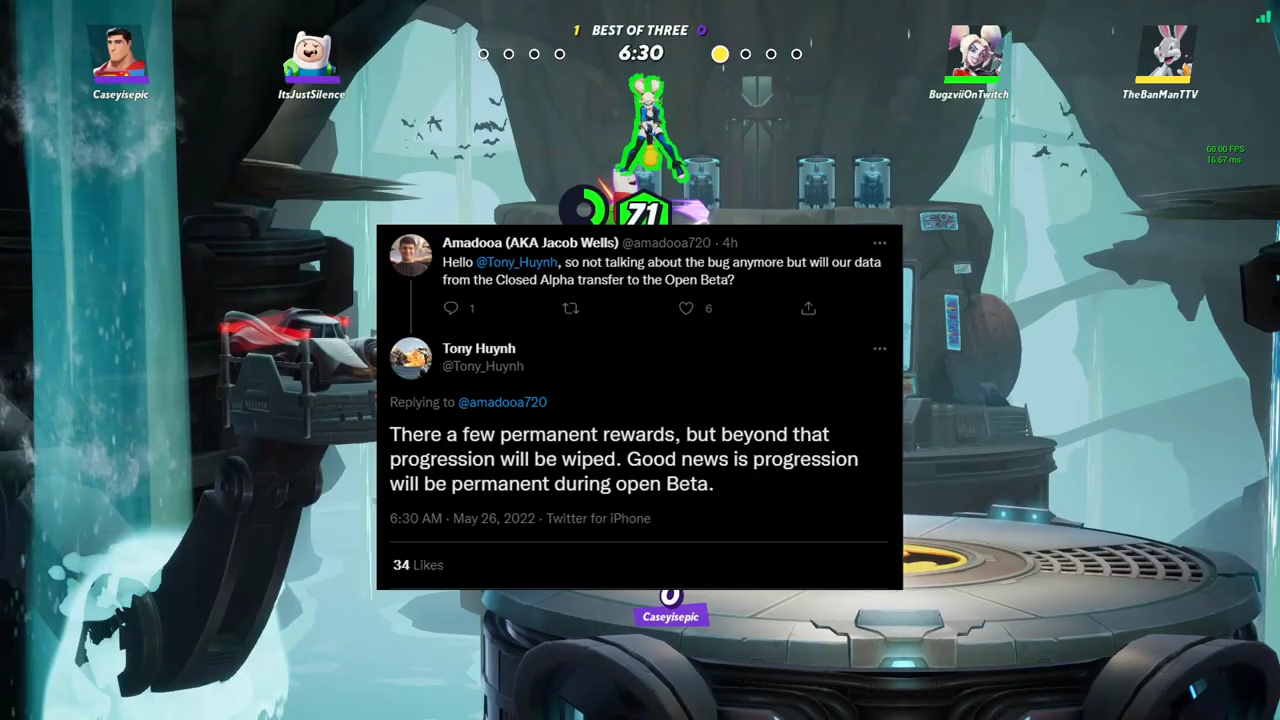 1 BEST OF THREE 0
6:30
Caseyisepic
ItsJustSilence
BugzviiOnTwitch
TheBanManTTV
60.00 FPS
16.67 ms
71
Amadooa (AKA Jacob Wells) @amadooa720 · 4h
Hello @Tony_Huynh, so not talking about the bug anymore but will our data
from the Closed Alpha transfer to the Open Beta?
1 6
Tony Huynh
@Tony_Huynh
Replying to @amadooa720
There a few permanent rewards, but beyond that
progression will be wiped. Good news is progression
will be permanent during open Beta.
6:30 AM · May 26, 2022 · Twitter for iPhone
34 Likes
0
Caseyisepic